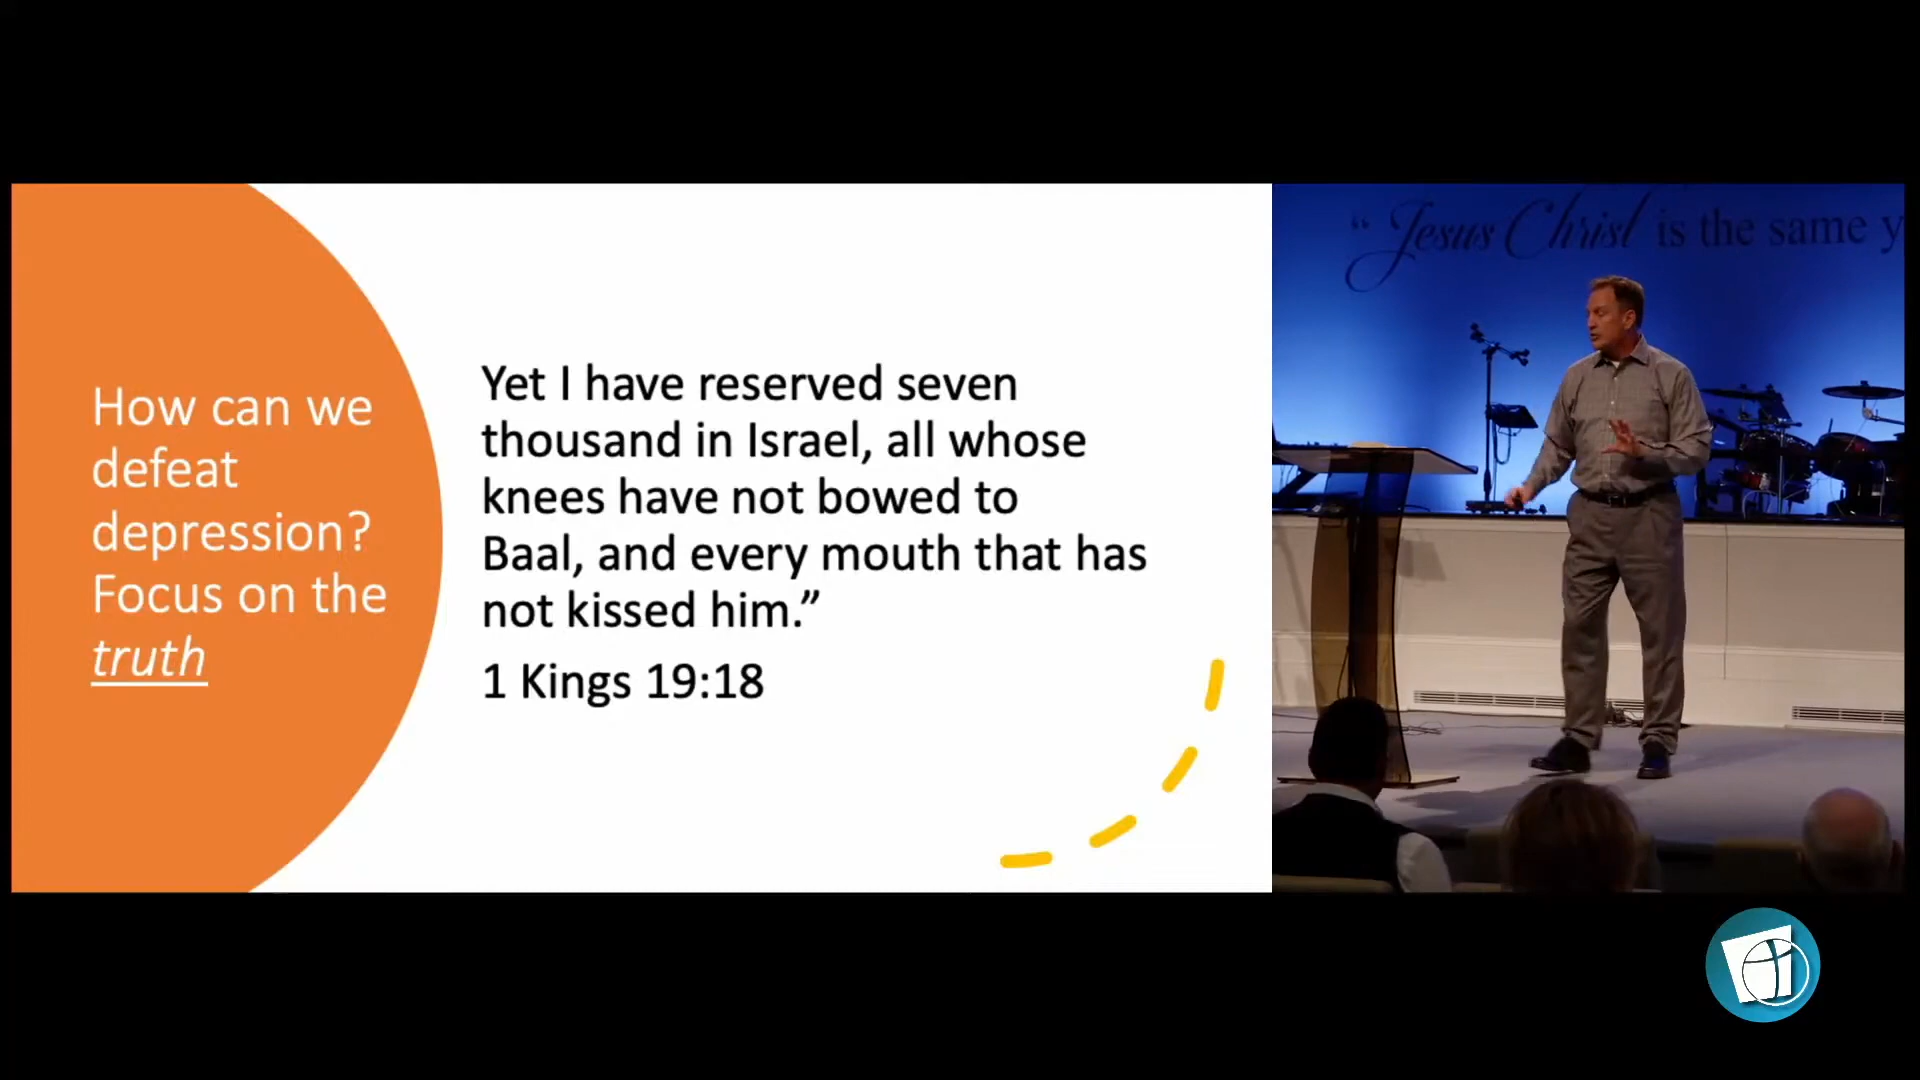 How can we
defeat
depression?
Focus on the
truth
Yet I have reserved seven
thousand in Israel, all whose
knees have not bowed to
Baal, and every mouth that has
not kissed him.”
1 Kings 19:18
“ Jesus Christ is the same y